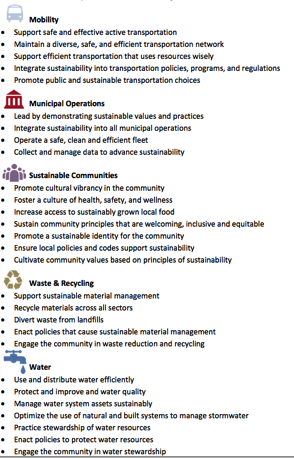 Mobility
• Support safe and effective active transportation
• Maintain a diverse, safe, and efficient transportation network
• Support efficient transportation that uses resources wisely
• Integrate sustainability into transportation policies, programs, and regulations
• Promote public and sustainable transportation choices
Municipal Operations
• Lead by demonstrating sustainable values and practices
• Integrate sustainability into all municipal operations
• Operate a safe, clean and efficient fleet
• Collect and manage data to advance sustainability
Sustainable Communities
• Promote cultural vibrancy in the community
• Foster a culture of health, safety, and wellness
• Increase access to sustainably grown local food
• Sustain community principles that are welcoming, inclusive and equitable
• Promote a sustainable identity for the community
• Ensure local policies and codes support sustainability
• Cultivate community values based on principles of sustainability
Waste & Recycling
• Support sustainable material management
• Recycle materials across all sectors
• Divert waste from landfills
• Enact policies that cause sustainable material management
• Engage the community in waste reduction and recycling
Water
• Use and distribute water efficiently
• Protect and improve and water quality
• Manage water system assets sustainably
• Optimize the use of natural and built systems to manage stormwater
• Practice stewardship of water resources
• Enact policies to protect water resources
• Engage the community in water stewardship